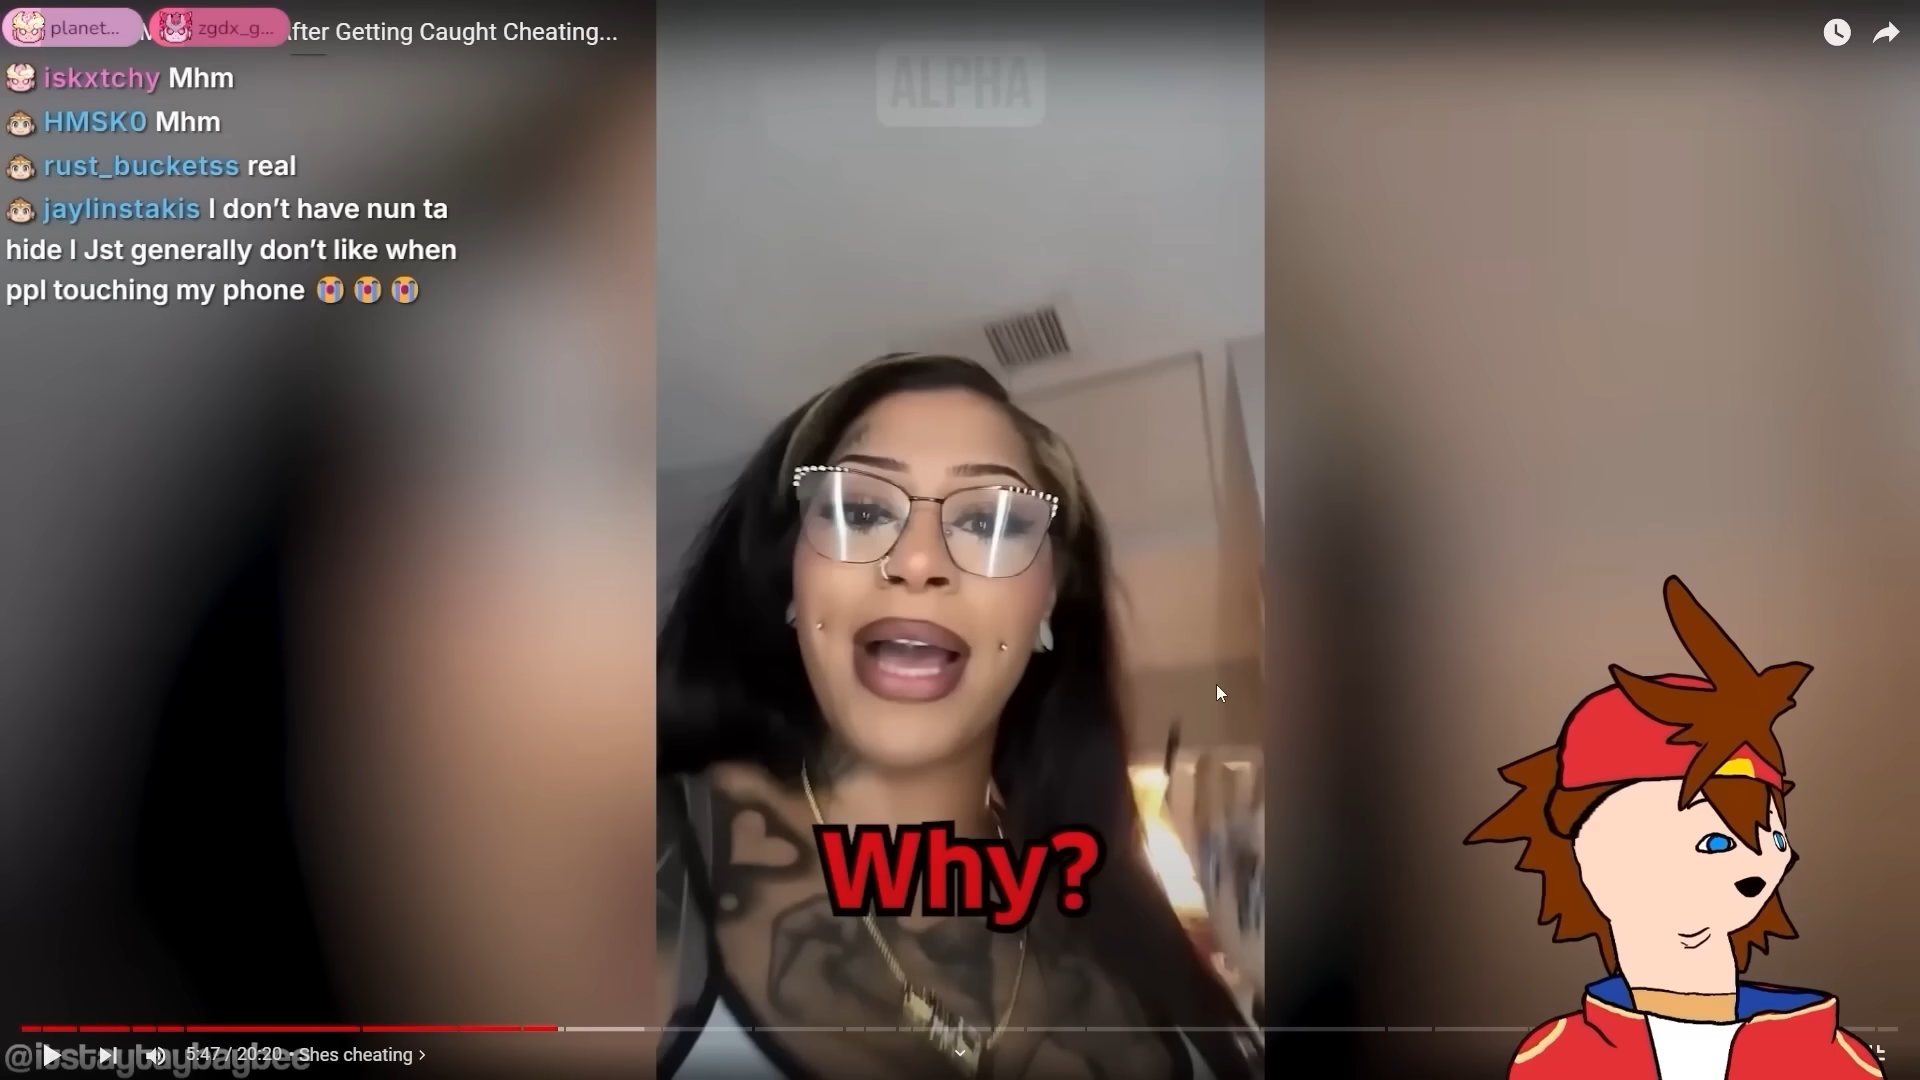 planet...
zgdx_g...
fter Getting Caught Cheating...
ALPHA
iskxtchy Mhm
HMSK0 Mhm
rust_bucketss real
jaylinstakis I don’t have nun ta
hide I Jst generally don’t like when
ppl touching my phone 😭 😭 😭
Why?
@itstaytaybagbee
5:47 / 20:20 • Shes cheating ›